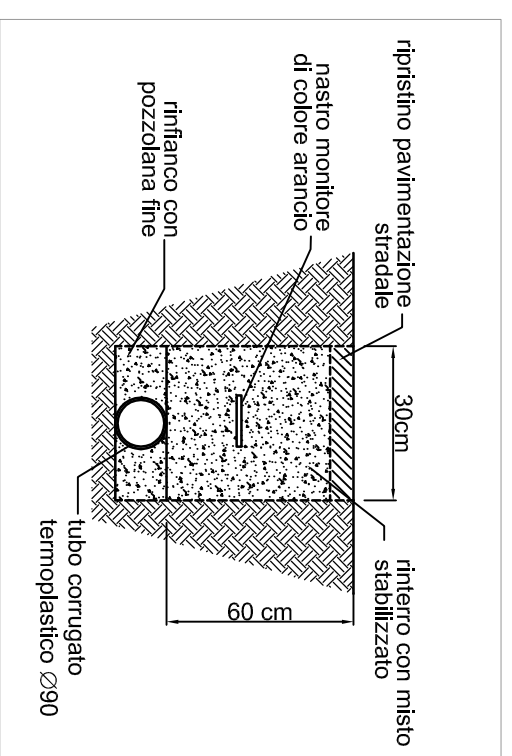 ripristino pavimentazione
stradale
nastro monitore
di colore arancio
rinfianco con
pozzolana fine
30cm
60 cm
rinterro con misto
stabilizzato
tubo corrugato
termoplastico Ø90